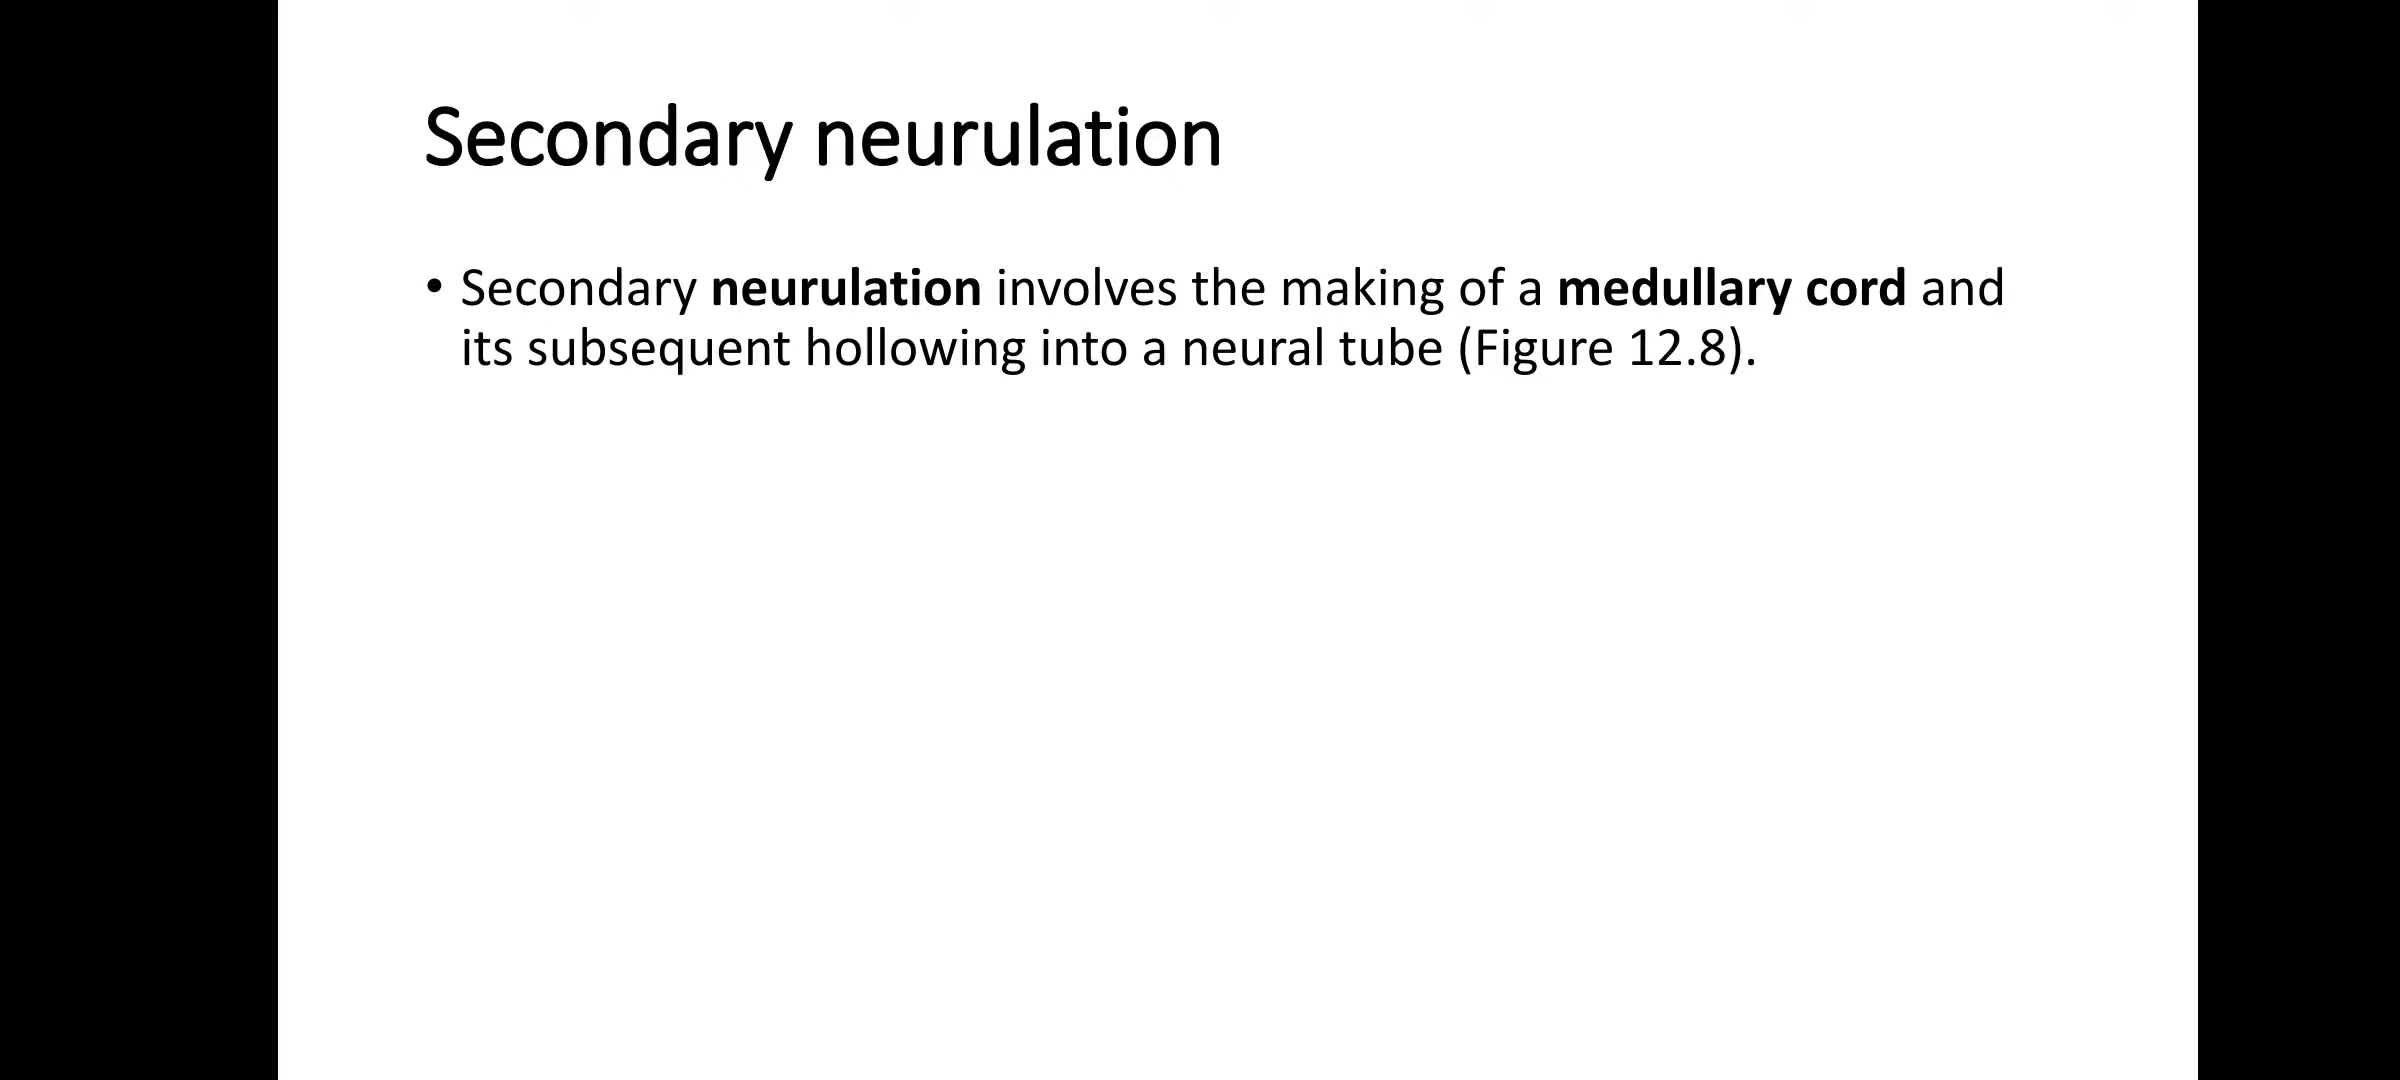 Secondary neurulation
• Secondary neurulation involves the making of a medullary cord and
its subsequent hollowing into a neural tube (Figure 12.8).